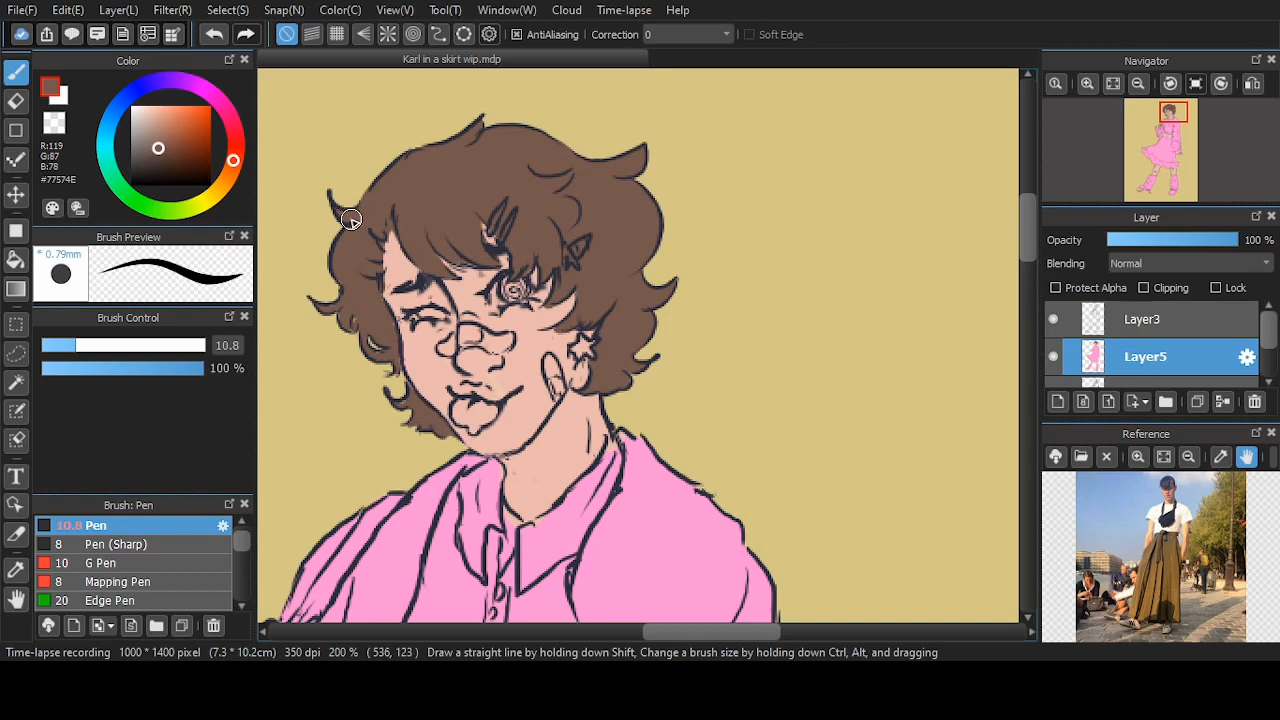 File(F) Edit(E) Layer(L) Filter(R) Select(S) Snap(N) Color(C) View(V) Tool(T) Window(W) Cloud Time-lapse Help
AntiAliasing Correction 0 Soft Edge
Color
Karl in a skirt wip.mdp
Navigator
R:119
G:87
B:78
#77574E
Brush Preview
* 0.79mm
Brush Control
10.8
100 %
Layer
Opacity 100 %
Blending Normal
Protect Alpha Clipping Lock
Layer3
Layer5
Reference
Brush: Pen
10.8 Pen
8 Pen (Sharp)
10 G Pen
8 Mapping Pen
20 Edge Pen
Time-lapse recording 1000 * 1400 pixel (7.3 * 10.2cm) 350 dpi 200 % ( 536, 123 ) Draw a straight line by holding down Shift, Change a brush size by holding down Ctrl, Alt, and dragging